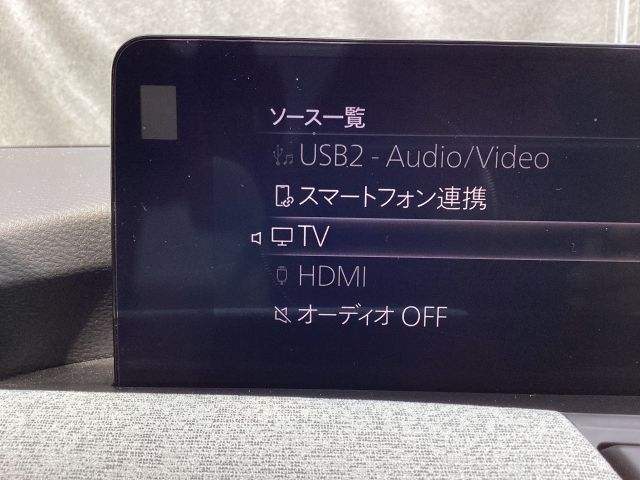 ソース一覧
USB2 - Audio/Video
スマートフォン連携
TV
HDMI
オーディオ OFF